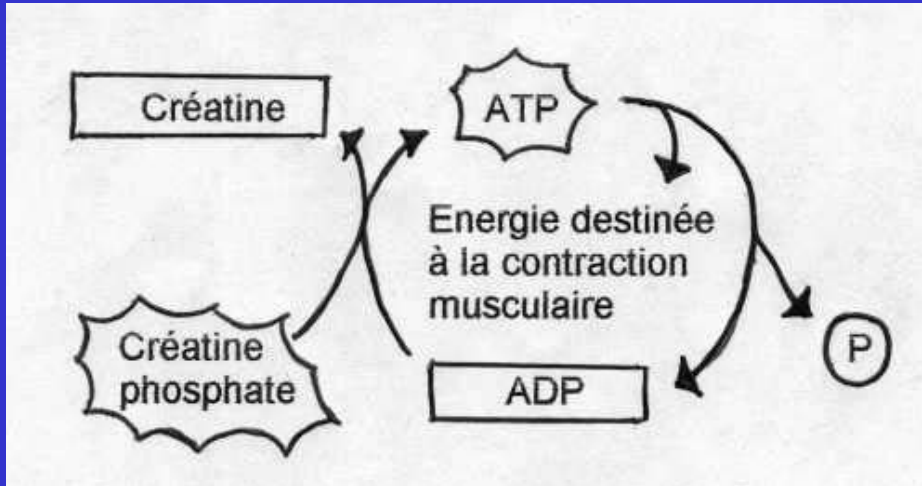 Créatine
ATP
Energie destinée
à la contraction
musculaire
Créatine
phosphate
ADP
P